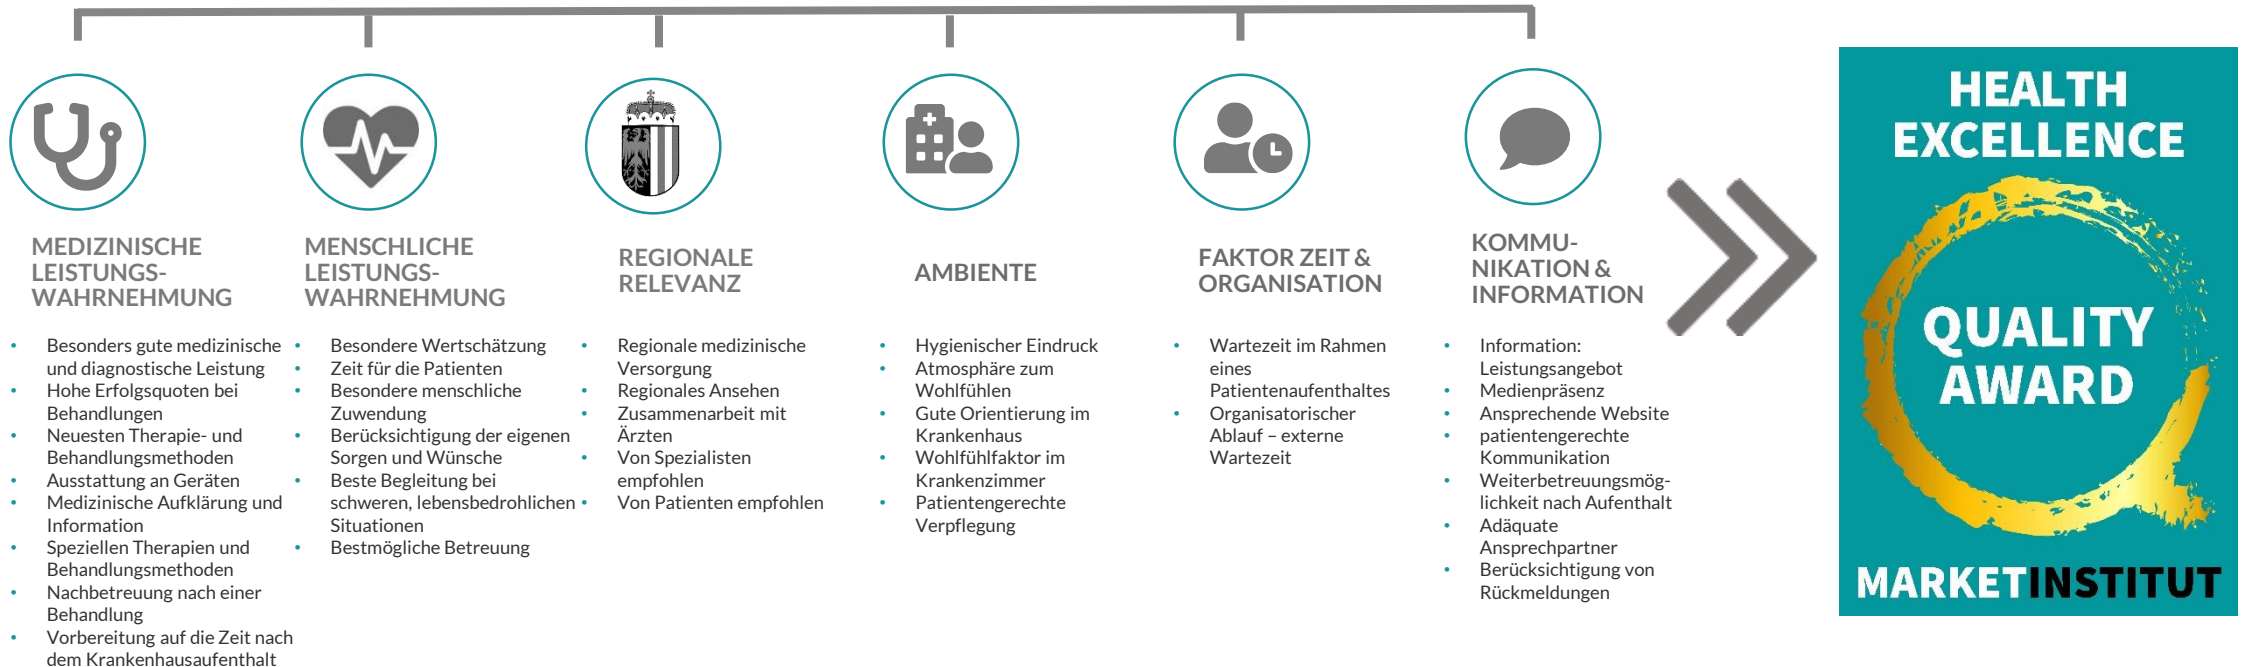 MEDIZINISCHE
LEISTUNGS-
WAHRNEHMUNG
• Besonders gute medizinische
und diagnostische Leistung
• Hohe Erfolgsquoten bei
Behandlungen
• Neuesten Therapie- und
Behandlungsmethoden
• Ausstattung an Geräten
• Medizinische Aufklärung und
Information
• Speziellen Therapien und
Behandlungsmethoden
• Nachbetreuung nach einer
Behandlung
• Vorbereitung auf die Zeit nach
dem Krankenhausaufenthalt
MENSCHLICHE
LEISTUNGS-
WAHRNEHMUNG
• Besondere Wertschätzung
• Zeit für die Patienten
• Besondere menschliche
Zuwendung
• Berücksichtigung der eigenen
Sorgen und Wünsche
• Beste Begleitung bei
schweren, lebensbedrohlichen
Situationen
• Bestmögliche Betreuung
REGIONALE
RELEVANZ
• Regionale medizinische
Versorgung
• Regionales Ansehen
• Zusammenarbeit mit
Ärzten
• Von Spezialisten
empfohlen
• Von Patienten empfohlen
AMBIENTE
• Hygienischer Eindruck
• Atmosphäre zum
Wohlfühlen
• Gute Orientierung im
Krankenhaus
• Wohlfühlfaktor im
Krankenzimmer
• Patientengerechte
Verpflegung
FAKTOR ZEIT &
ORGANISATION
• Wartezeit im Rahmen
eines
Patientenaufenthaltes
• Organisatorischer
Ablauf – externe
Wartezeit
KOMMU-
NIKATION &
INFORMATION
• Information:
Leistungsangebot
• Medienpräsenz
• Ansprechende Website
• patientengerechte
Kommunikation
• Weiterbetreuungsmög-
lichkeit nach Aufenthalt
• Adäquate
Ansprechpartner
• Berücksichtigung von
Rückmeldungen
HEALTH
EXCELLENCE
QUALITY
AWARD
MARKETINSTITUT